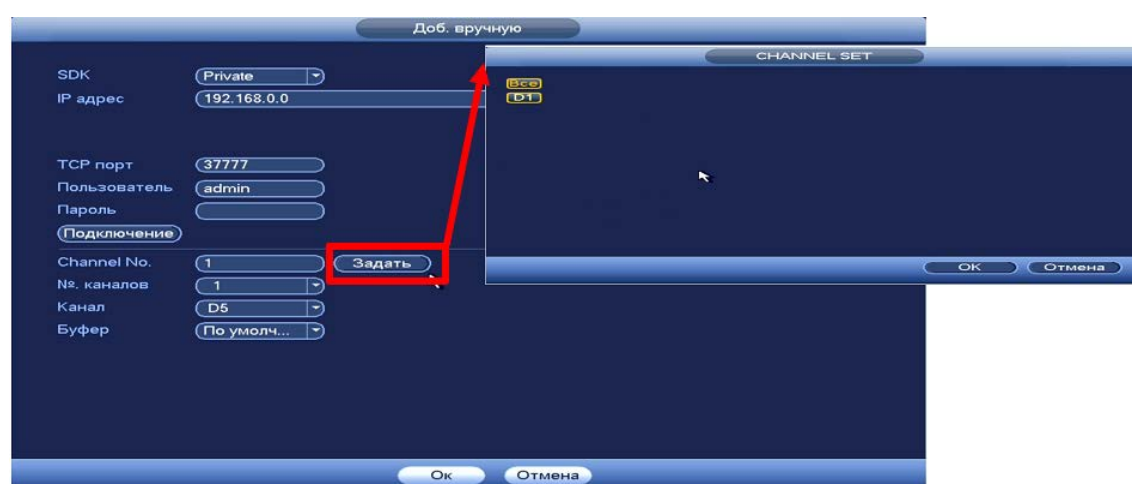 Доб. вручную
SDK Private
IP адрес 192.168.0.0
TCP порт 37777
Пользователь admin
Пароль
Подключение
Channel No. 1 Задать
№. каналов 1
Канал D5
Буфер По умолч...
Ок Отмена
CHANNEL SET
Все
D1
OK Отмена